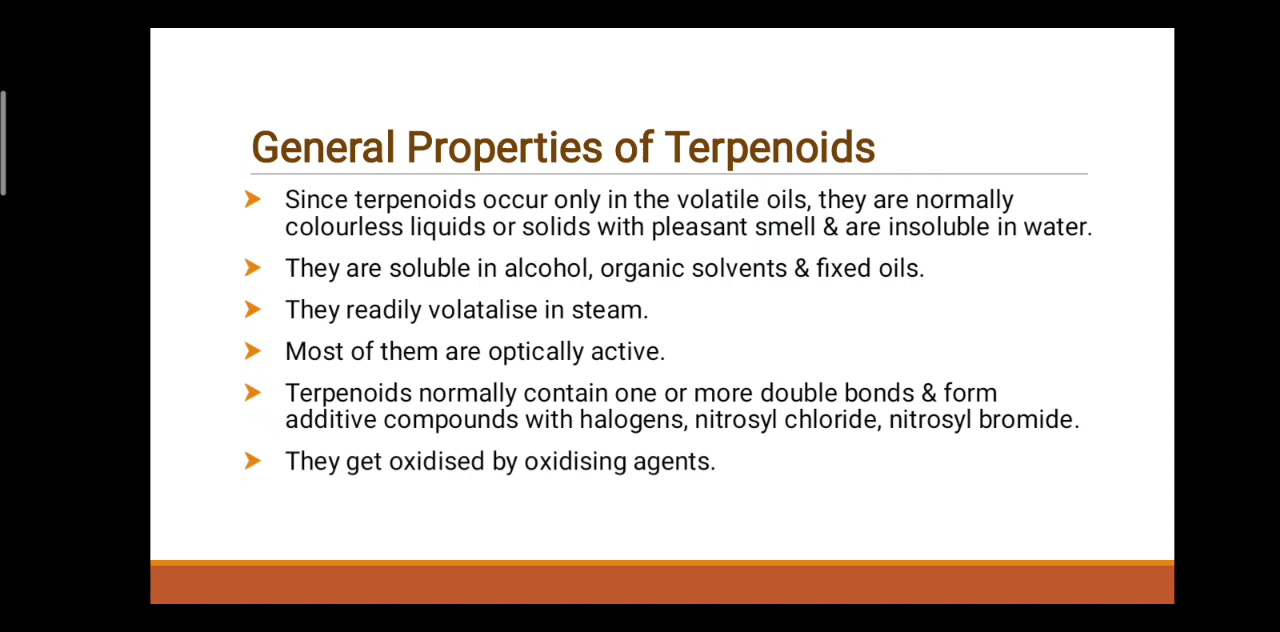 General Properties of Terpenoids
Since terpenoids occur only in the volatile oils, they are normally
colourless liquids or solids with pleasant smell & are insoluble in water.
They are soluble in alcohol, organic solvents & fixed oils.
They readily volatalise in steam.
Most of them are optically active.
Terpenoids normally contain one or more double bonds & form
additive compounds with halogens, nitrosyl chloride, nitrosyl bromide.
They get oxidised by oxidising agents.